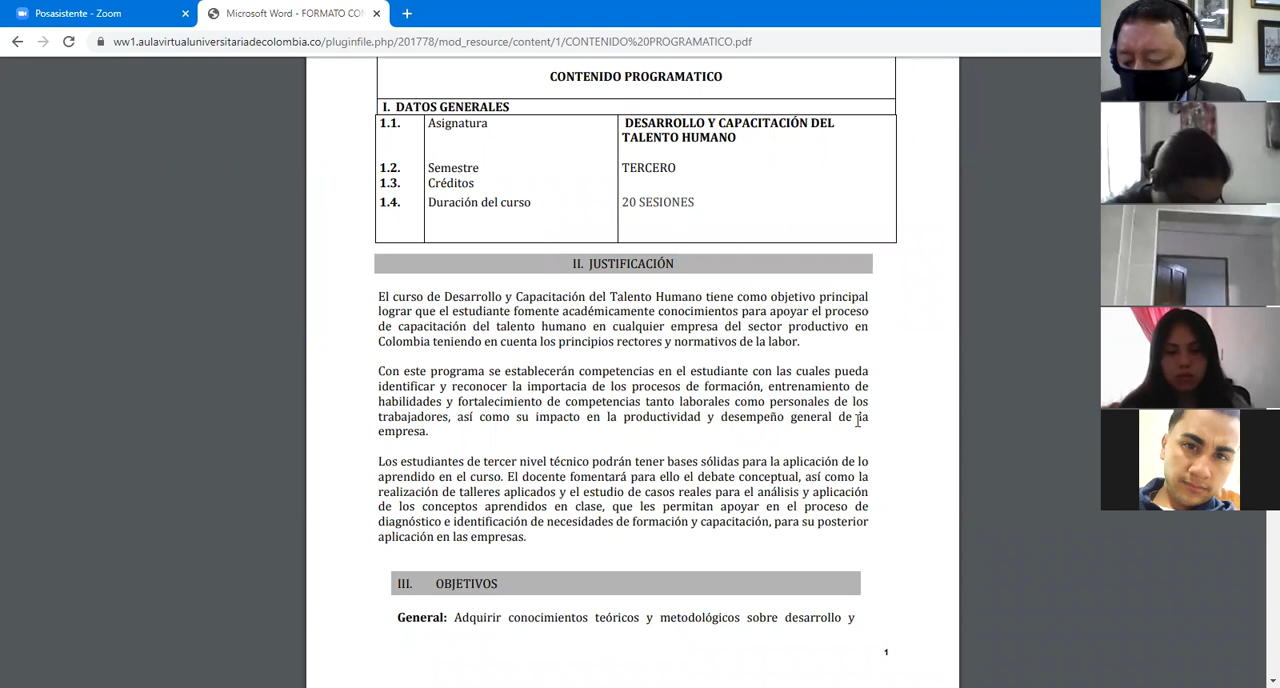 Posasistente - Zoom
Microsoft Word - FORMATO CO
ww1.aulavirtualuniversitariadecolombia.co/pluginfile.php/201778/mod_resource/content/1/CONTENIDO%20PROGRAMATICO.pdf
CONTENIDO PROGRAMATICO
I. DATOS GENERALES
1.1. Asignatura DESARROLLO Y CAPACITACIÓN DEL
TALENTO HUMANO
1.2. Semestre TERCERO
1.3. Créditos
1.4. Duración del curso 20 SESIONES
II. JUSTIFICACIÓN
El curso de Desarrollo y Capacitación del Talento Humano tiene como objetivo principal
lograr que el estudiante fomente académicamente conocimientos para apoyar el proceso
de capacitación del talento humano en cualquier empresa del sector productivo en
Colombia teniendo en cuenta los principios rectores y normativos de la labor.
Con este programa se establecerán competencias en el estudiante con las cuales pueda
identificar y reconocer la importacia de los procesos de formación, entrenamiento de
habilidades y fortalecimiento de competencias tanto laborales como personales de los
trabajadores, así como su impacto en la productividad y desempeño general de la
empresa.
Los estudiantes de tercer nivel técnico podrán tener bases sólidas para la aplicación de lo
aprendido en el curso. El docente fomentará para ello el debate conceptual, así como la
realización de talleres aplicados y el estudio de casos reales para el análisis y aplicación
de los conceptos aprendidos en clase, que les permitan apoyar en el proceso de
diagnóstico e identificación de necesidades de formación y capacitación, para su posterior
aplicación en las empresas.
III. OBJETIVOS
General: Adquirir conocimientos teóricos y metodológicos sobre desarrollo y
1